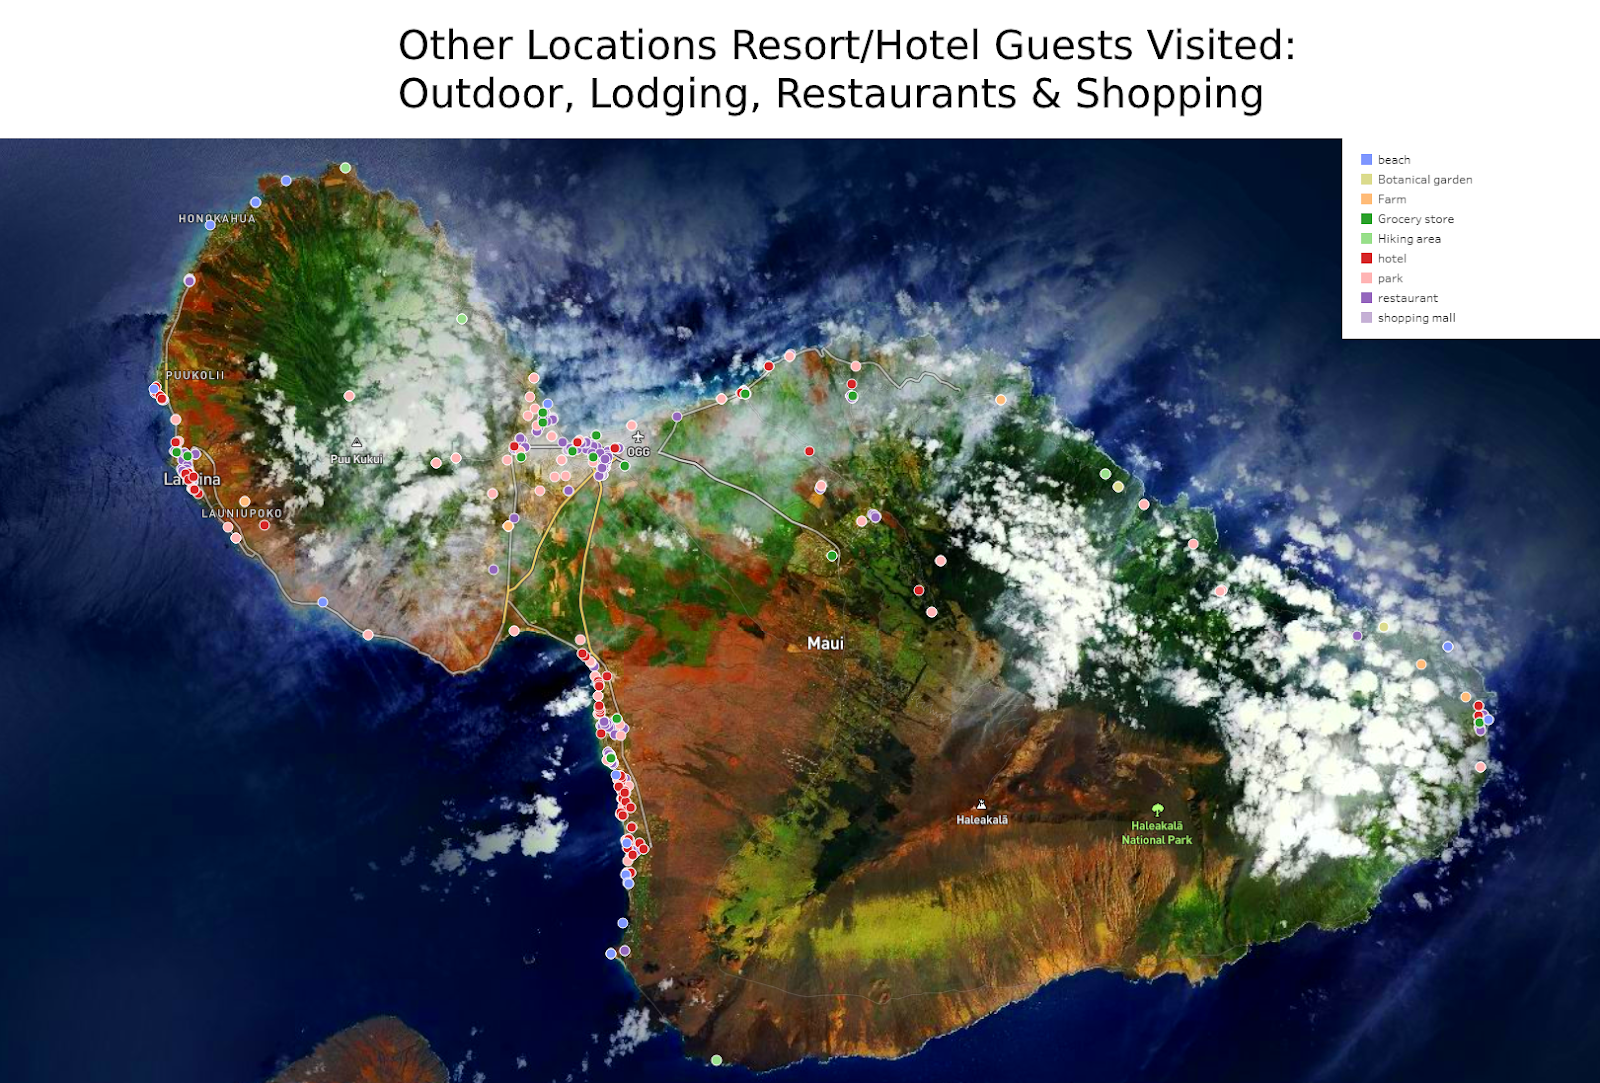 Other Locations Resort/Hotel Guests Visited:
Outdoor, Lodging, Restaurants & Shopping
beach
Botanical garden
Farm
Grocery store
Hiking area
hotel
park
restaurant
shopping mall
HONOKAHUA
PUUKOLII
Puu Kukui
OGG
LAUNIUPOKO
Maui
Haleakalā
Haleakalā
National Park